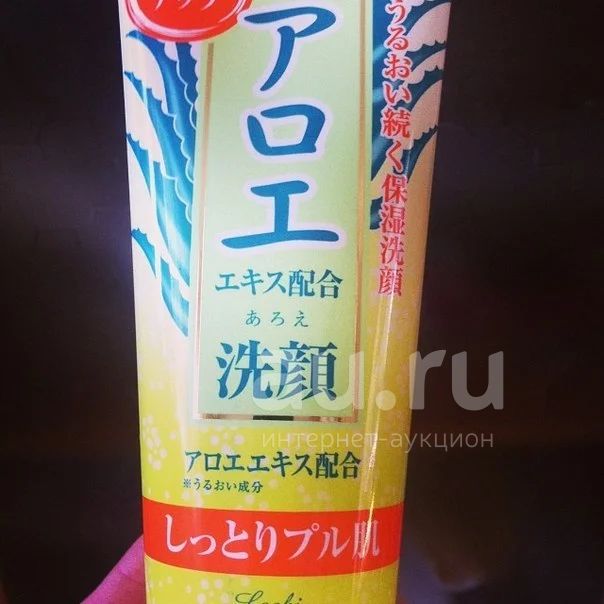 アロエ
エキス配合
あろえ
洗顔
うるおい続く保湿洗顔
アロエエキス配合
※うるおい成分
しっとりプル肌
au.ru
интернет-аукцион